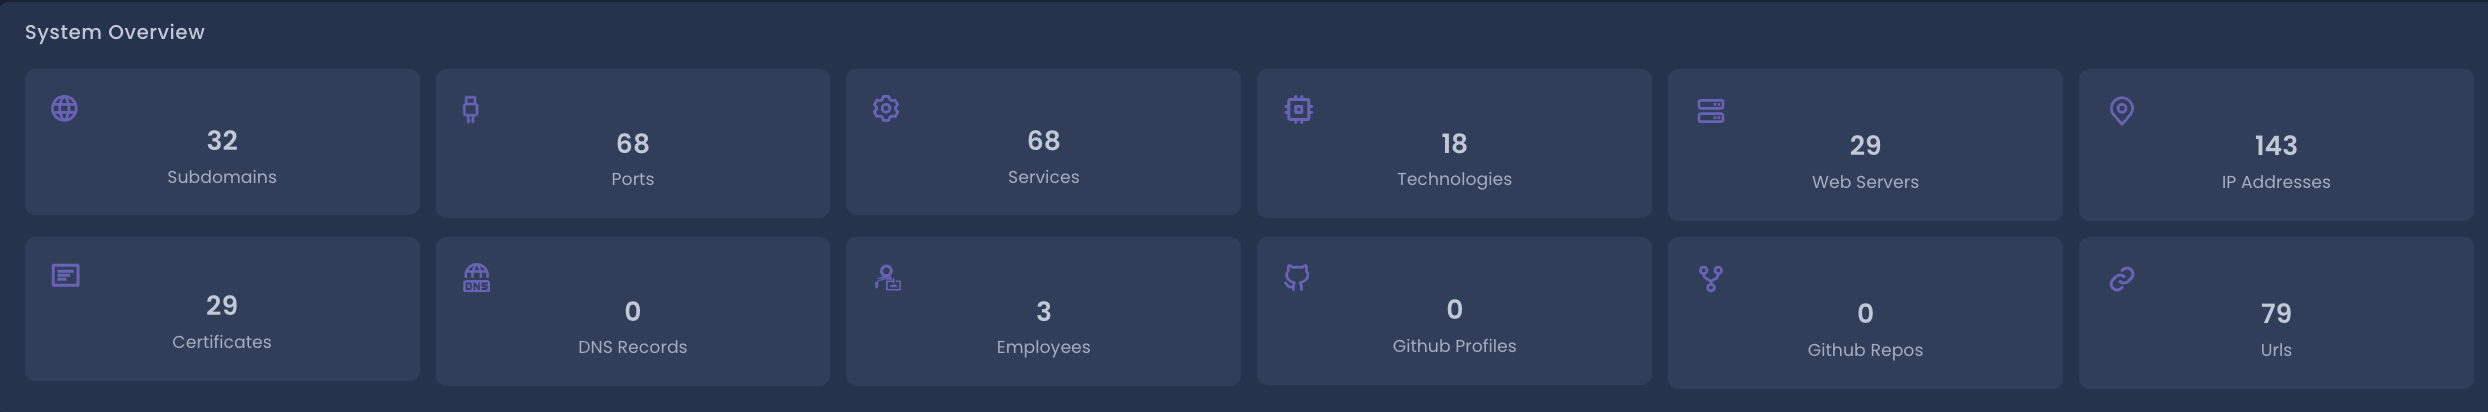 System Overview
32
Subdomains
68
Ports
68
Services
18
Technologies
29
Web Servers
143
IP Addresses
29
Certificates
DNS
0
DNS Records
3
Employees
0
Github Profiles
0
Github Repos
79
Urls